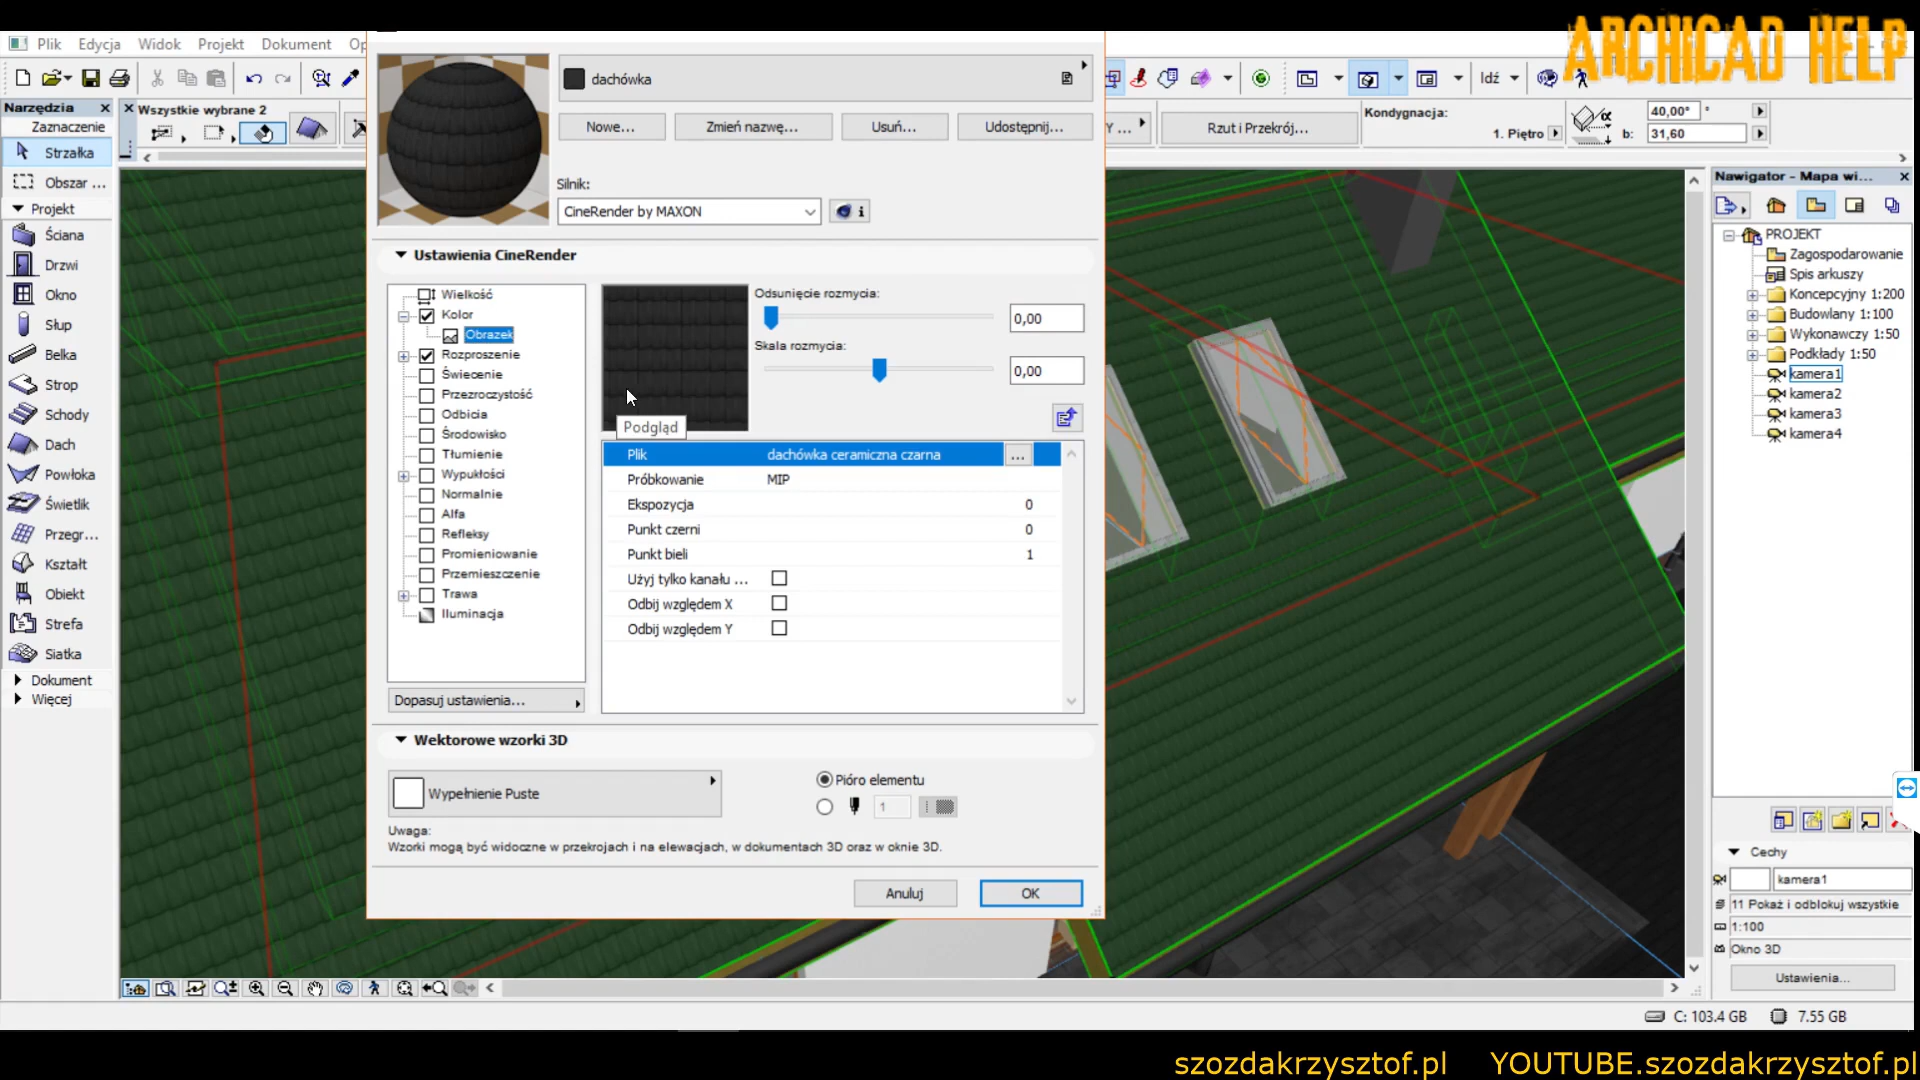 ARCHICAD HELP
Plik Edycja Widok Projekt Dokument Op
Idź
Narzędzia
Zaznaczenie
Strzałka
Obszar ...
Projekt
Ściana
Drzwi
Okno
Słup
Belka
Strop
Schody
Dach
Powłoka
Świetlik
Przegr...
Kształt
Obiekt
Strefa
Siatka
Dokument
Więcej
Wszystkie wybrane 2
dachówka
Nowe...
Zmień nazwę...
Usuń...
Udostępnij...
Silnik:
CineRender by MAXON
Ustawienia CineRender
Wielkość
Kolor
Obrazek
Rozproszenie
Świecenie
Przezroczystość
Odbicia
Środowisko
Tłumienie
Wypukłości
Normalnie
Alfa
Refleksy
Promieniowanie
Przemieszczenie
Trawa
Iluminacja
Dopasuj ustawienia...
Odsunięcie rozmycia:
0,00
Skala rozmycia:
0,00
Podgląd
Plik dachówka ceramiczna czarna ...
Próbkowanie MIP
Ekspozycja 0
Punkt czerni 0
Punkt bieli 1
Użyj tylko kanału ...
Odbij względem X
Odbij względem Y
Wektorowe wzorki 3D
Wypełnienie Puste
Pióro elementu
1
Uwaga:
Wzorki mogą być widoczne w przekrojach i na elewacjach, w dokumentach 3D oraz w oknie 3D.
Anuluj
OK
Y ...
Rzut i Przekrój...
Kondygnacja:
1. Piętro
α
40,00° °
b: 31,60
Nawigator - Mapa wi...
PROJEKT
Zagospodarowanie
Spis arkuszy
Koncepcyjny 1:200
Budowlany 1:100
Wykonawczy 1:50
Podkłady 1:50
kamera1
kamera2
kamera3
kamera4
Cechy
kamera1
11 Pokaż i odblokuj wszystkie
1:100
Okno 3D
Ustawienia...
C: 103.4 GB 7.55 GB
szozdakrzysztof.pl YOUTUBE.szozdakrzysztof.pl